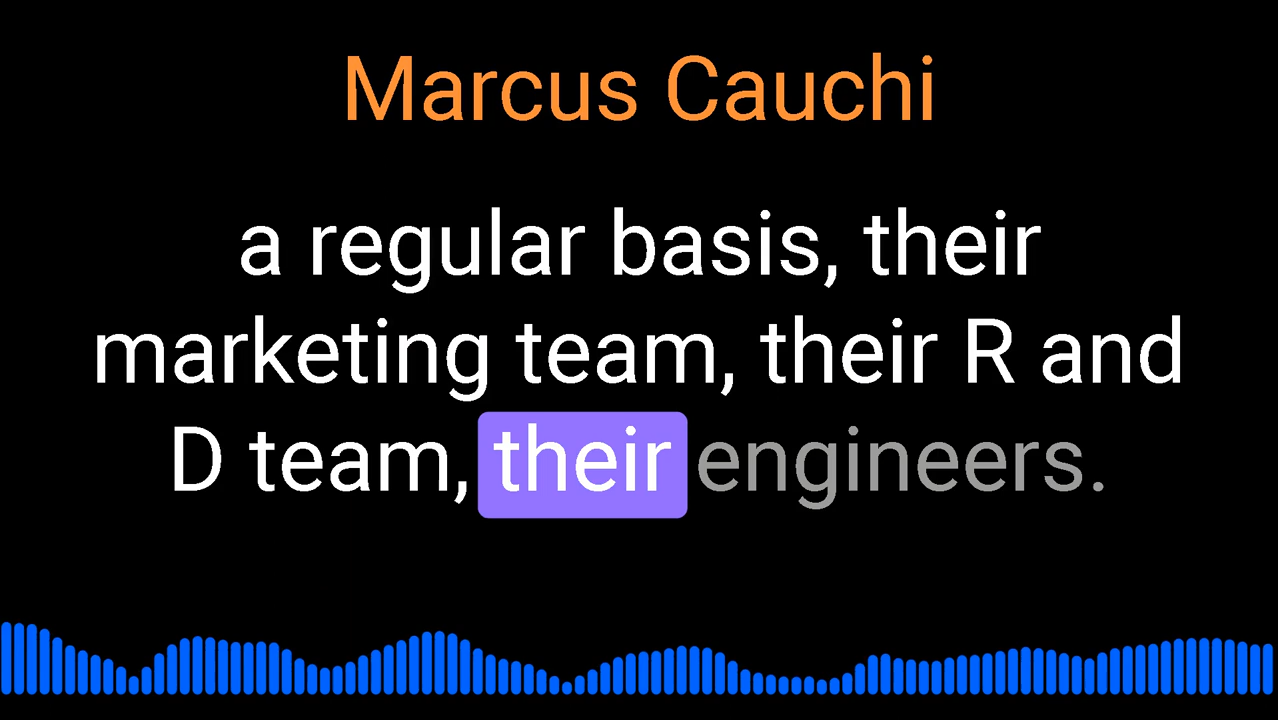 Marcus Cauchi
a regular basis, their
marketing team, their R and
D team, their engineers.